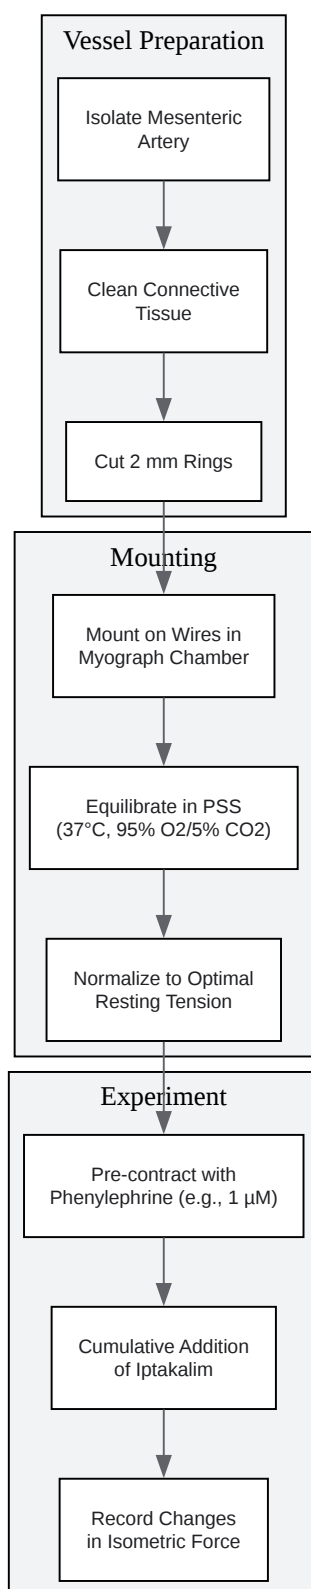 Vessel Preparation
Isolate Mesenteric
Artery
Clean Connective
Tissue
Cut 2 mm Rings
Mounting
Mount on Wires in
Myograph Chamber
Equilibrate in PSS
(37°C, 95% O2/5% CO2)
Normalize to Optimal
Resting Tension
Experiment
Pre-contract with
Phenylephrine (e.g., 1 µM)
Cumulative Addition
of Iptakalim
Record Changes
in Isometric Force